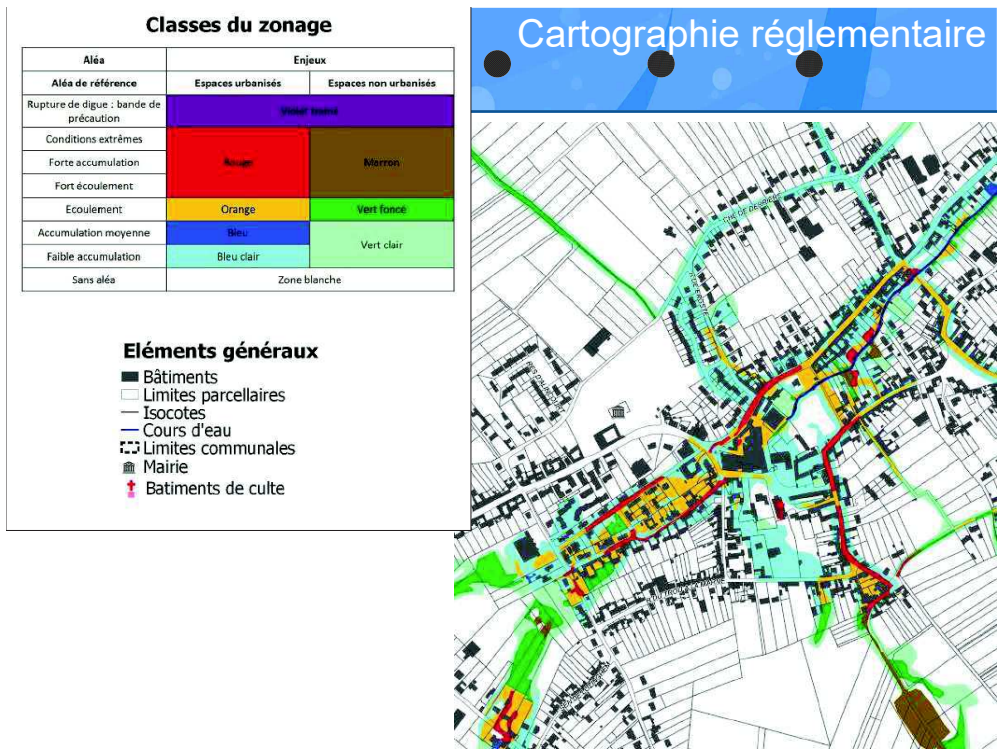 Classes du zonage
Cartographie réglementaire
Aléa
Enjeux
Aléa de référence
Espaces urbanisés
Espaces non urbanisés
Rupture de digue : bande de
précaution
Violet tramé
Conditions extrêmes
Forte accumulation
Fort écoulement
Rouge
Marron
Ecoulement
Orange
Vert foncé
Accumulation moyenne
Bleu
Vert clair
Faible accumulation
Bleu clair
Sans aléa
Zone blanche
Eléments généraux
Bâtiments
Limites parcellaires
Isocotes
Cours d'eau
Limites communales
Mairie
Batiments de culte